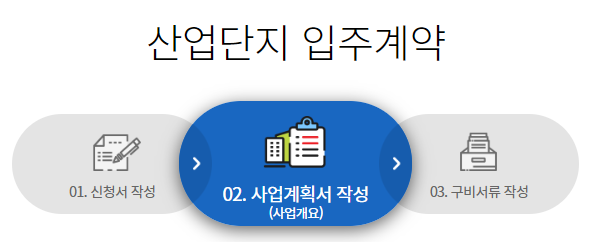 산업단지 입주계약
01. 신청서 작성
02. 사업계획서 작성
(사업개요)
03. 구비서류 작성